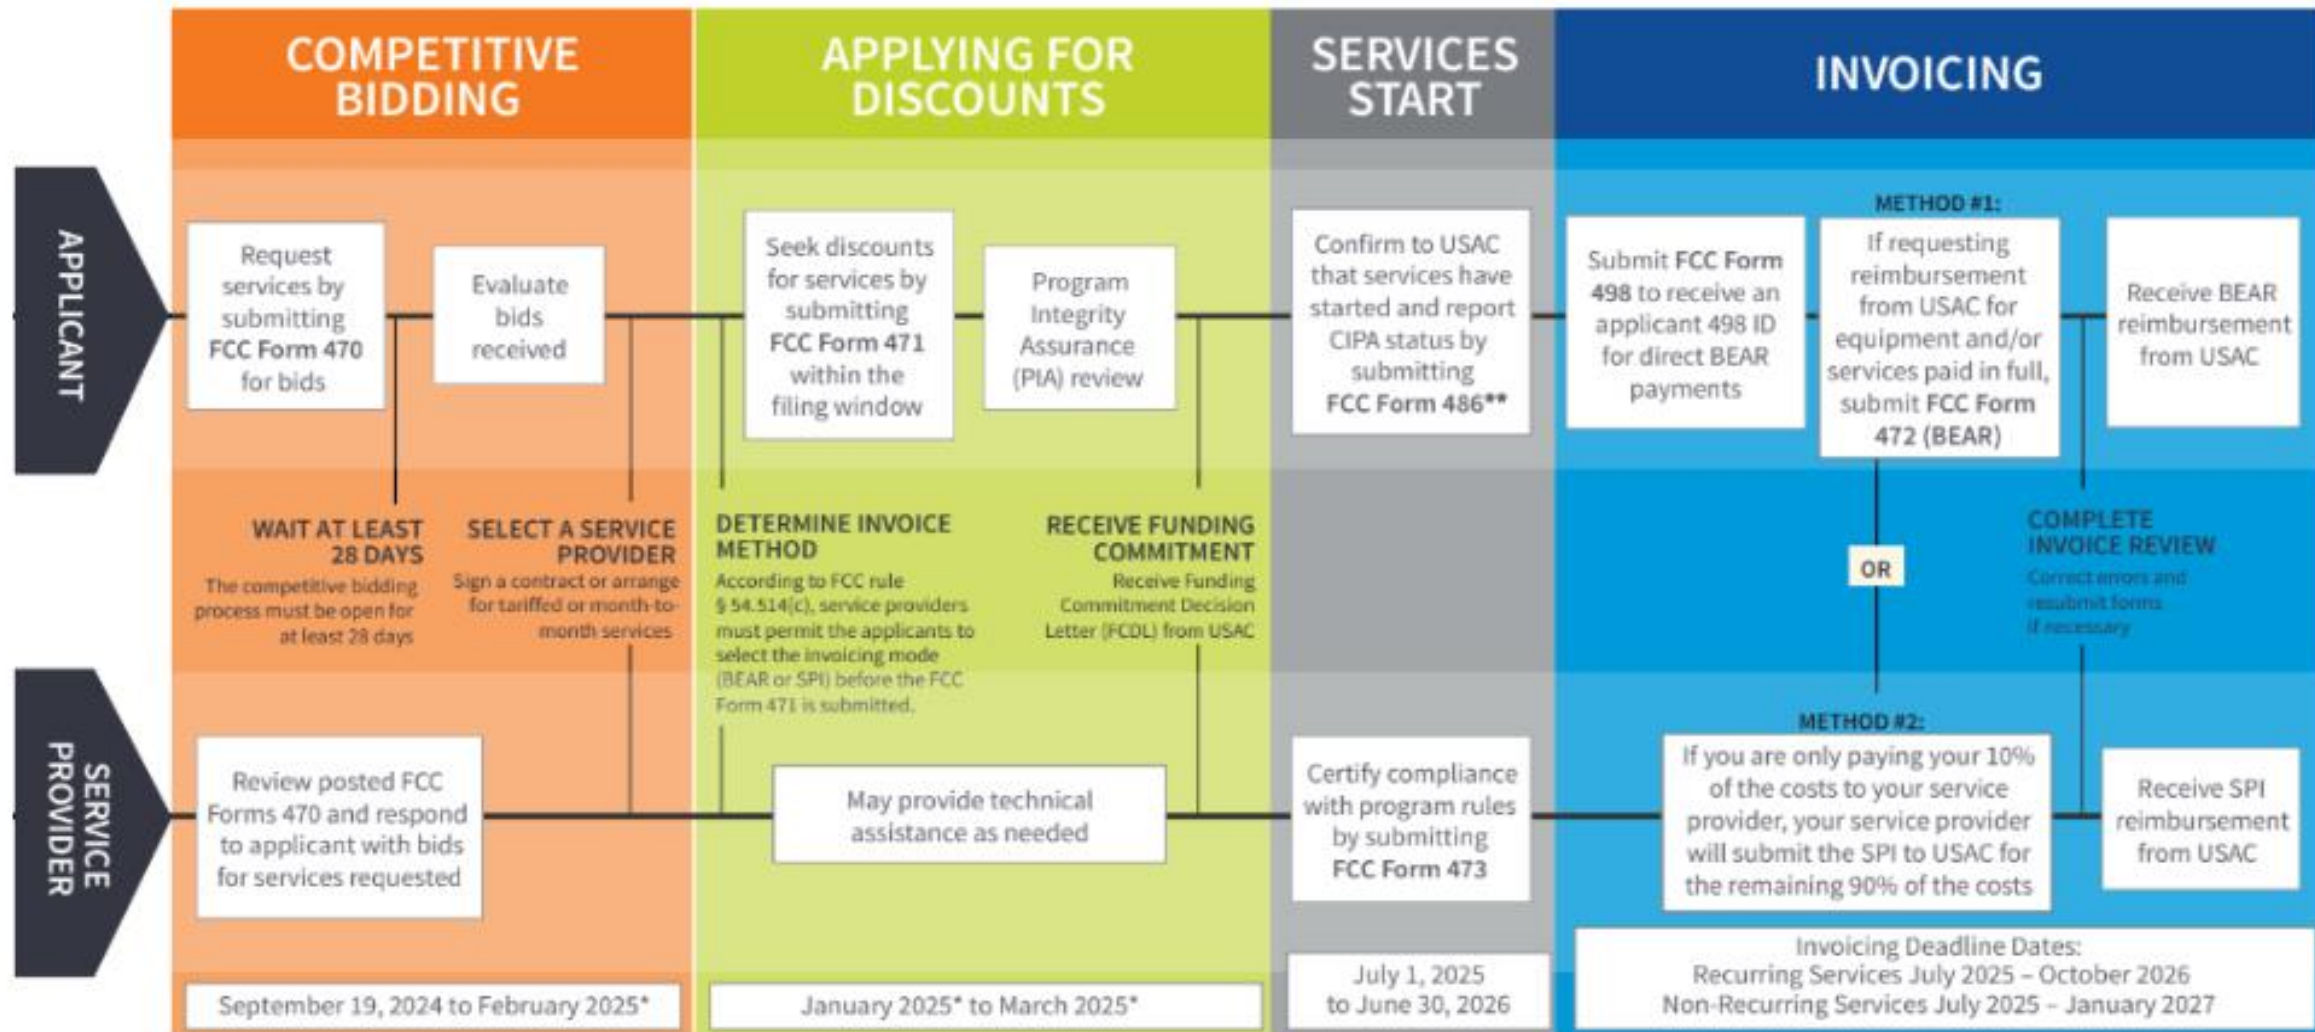 COMPETITIVE
BIDDING
APPLYING FOR
DISCOUNTS
SERVICES
START
INVOICING
APPLICANT
Request
services by
submitting
FCC Form 470
for bids
Evaluate
bids
received
Seek discounts
for services by
submitting
FCC Form 471
within the
filing window
Program
Integrity
Assurance
(PIA) review
Confirm to USAC
that services have
started and report
CIPA status by
submitting
FCC Form 486**
Submit FCC Form
498 to receive an
applicant 498 ID
for direct BEAR
payments
METHOD #1:
If requesting
reimbursement
from USAC for
equipment and/or
services paid in full,
submit FCC Form
472 (BEAR)
Receive BEAR
reimbursement
from USAC
WAIT AT LEAST
28 DAYS
The competitive bidding
process must be open for
at least 28 days
SELECT A SERVICE
PROVIDER
Sign a contract or arrange
for tariffed or month-to-
month services
DETERMINE INVOICE
METHOD
According to FCC rule
§ 54.514(c), service providers
must permit the applicants to
select the invoicing mode
(BEAR or SPI) before the FCC
Form 471 is submitted.
RECEIVE FUNDING
COMMITMENT
Receive Funding
Commitment Decision
Letter (FCDL) from USAC
OR
COMPLETE
INVOICE REVIEW
Correct errors and
resubmit forms
if necessary
SERVICE
PROVIDER
Review posted FCC
Forms 470 and respond
to applicant with bids
for services requested
May provide technical
assistance as needed
Certify compliance
with program rules
by submitting
FCC Form 473
METHOD #2:
If you are only paying your 10%
of the costs to your service
provider, your service provider
will submit the SPI to USAC for
the remaining 90% of the costs
Receive SPI
reimbursement
from USAC
September 19, 2024 to February 2025*
January 2025* to March 2025*
July 1, 2025
to June 30, 2026
Invoicing Deadline Dates:
Recurring Services July 2025 – October 2026
Non-Recurring Services July 2025 – January 2027